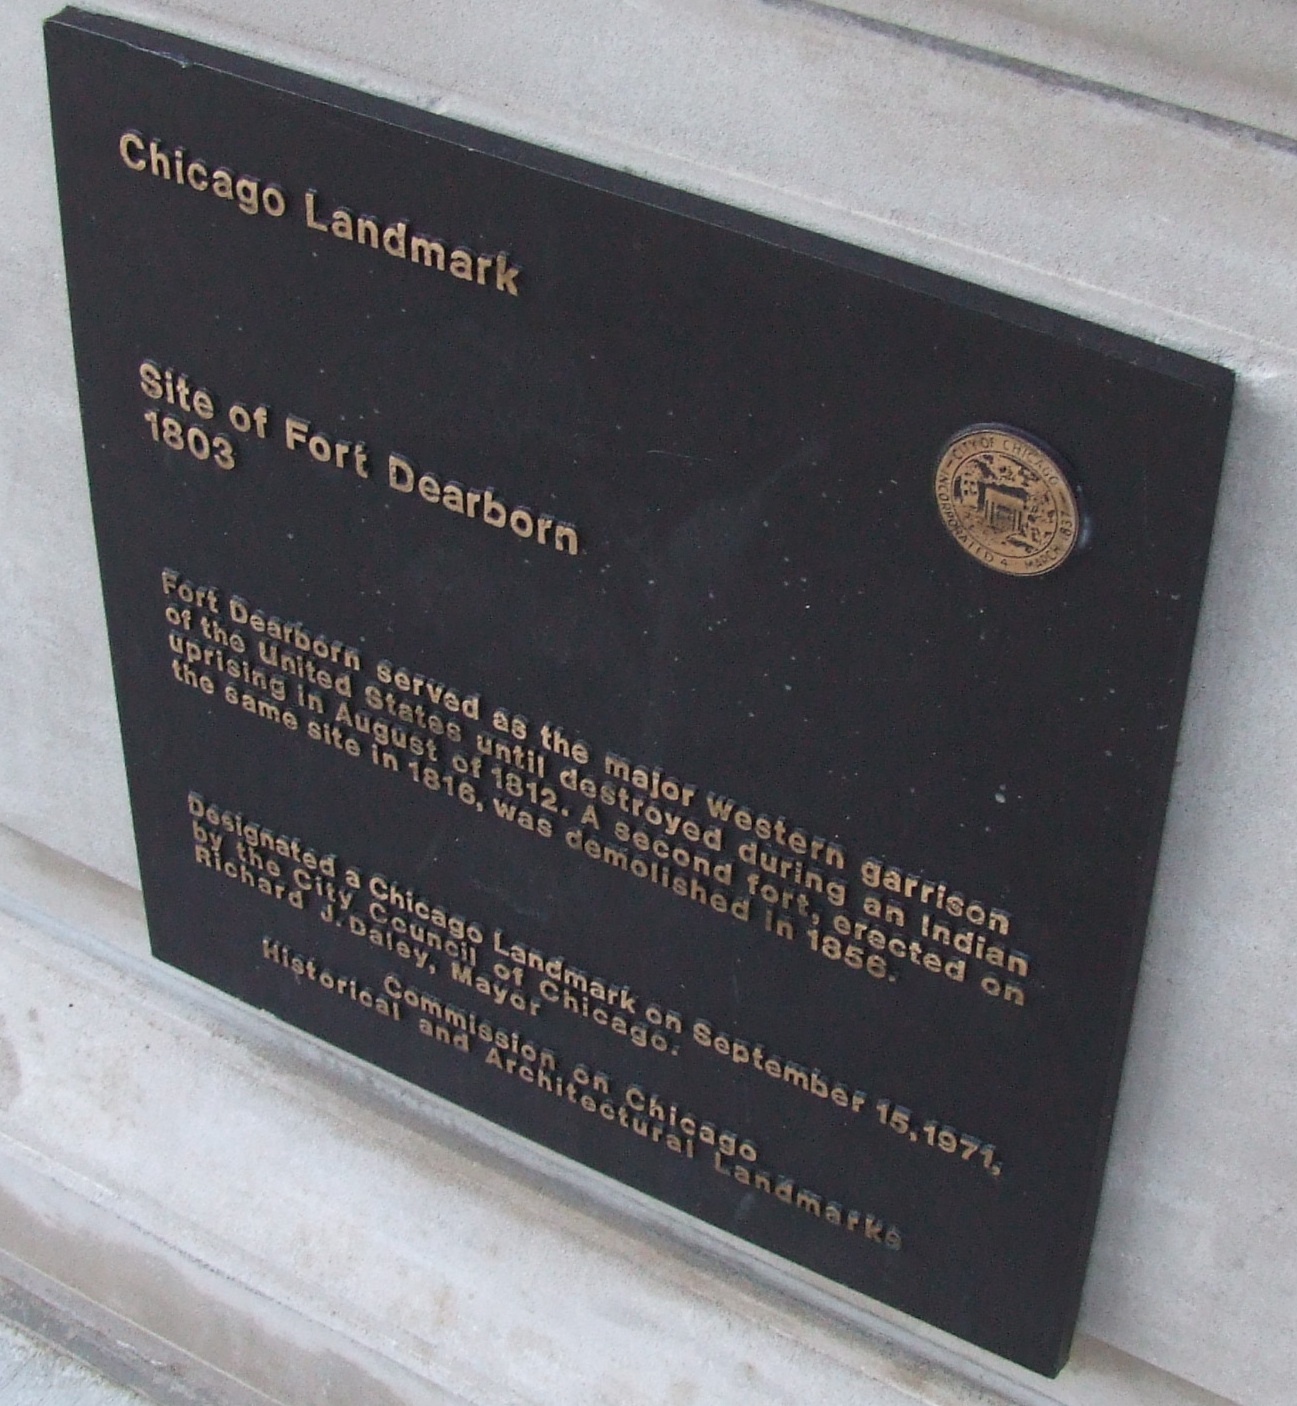 Chicago Landmark
Site of Fort Dearborn
1803
CITY OF CHICAGO
INCORPORATED 4 MARCH 1837
Fort Dearborn served as the major Western garrison
of the United States until destroyed during an Indian
uprising in August of 1812. A second fort, erected on
the same site in 1816, was demolished in 1856.
Designated a Chicago Landmark on September 15, 1971,
by the City Council of Chicago.
Richard J. Daley, Mayor
Commission on Chicago
Historical and Architectural Landmarks